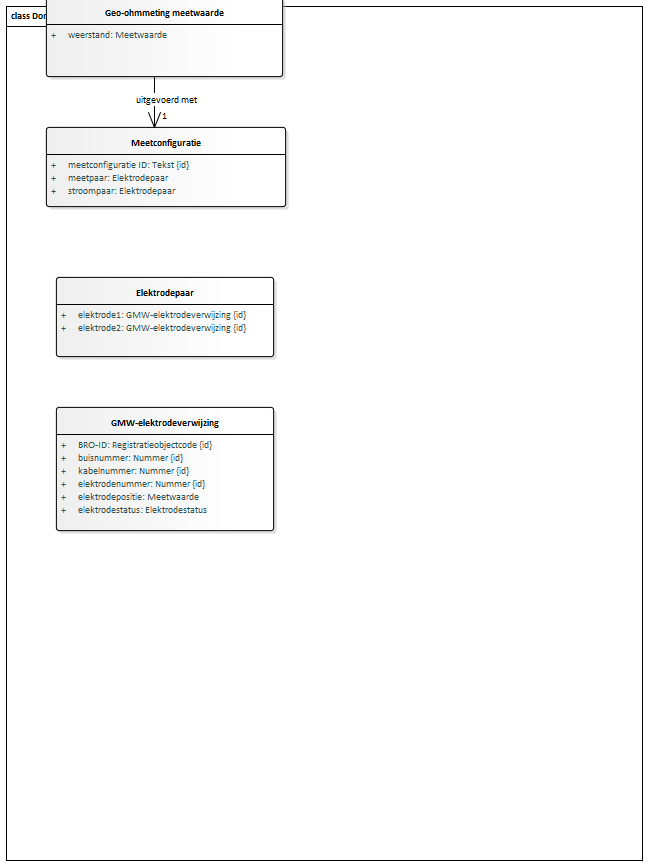 class Dor
Geo-ohmmeting meetwaarde
+ weerstand: Meetwaarde
uitgevoerd met
1
Meetconfiguratie
+ meetconfiguratie ID: Tekst {id}
+ meetpaar: Elektrodepaar
+ stroompaar: Elektrodepaar
Elektrodepaar
+ elektrode1: GMW-elektrodeverwijzing {id}
+ elektrode2: GMW-elektrodeverwijzing {id}
GMW-elektrodeverwijzing
+ BRO-ID: Registratieobjectcode {id}
+ buisnummer: Nummer {id}
+ kabelnummer: Nummer {id}
+ elektrodenummer: Nummer {id}
+ elektrodepositie: Meetwaarde
+ elektrodestatus: Elektrodestatus